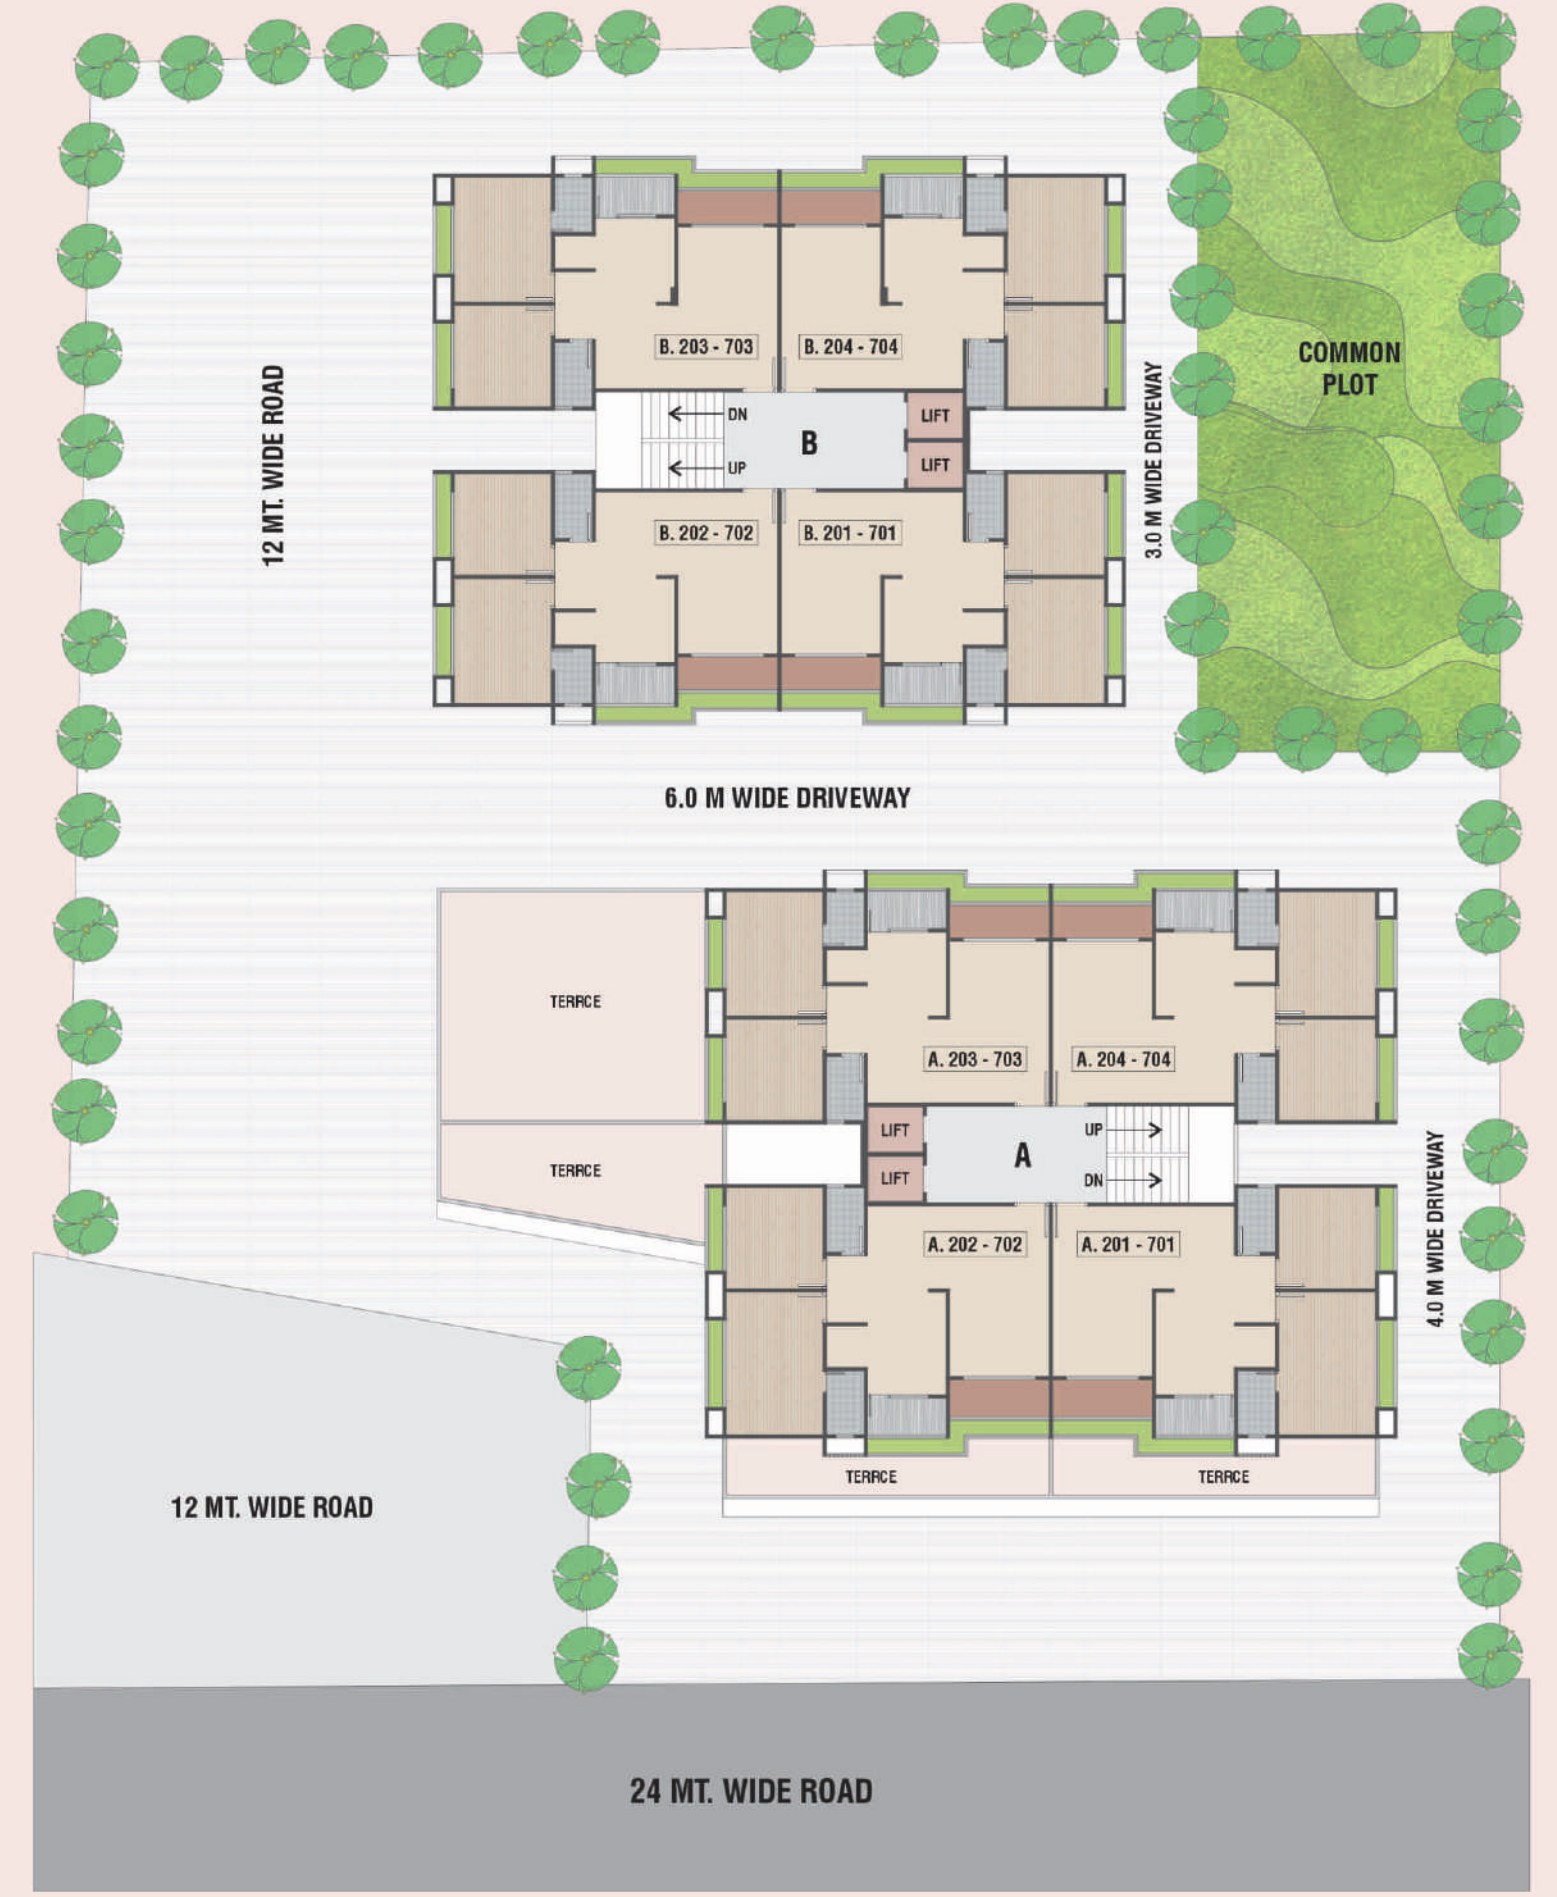 COMMON
PLOT
B. 203 - 703
B. 204 - 704
12 MT. WIDE ROAD
3.0 M WIDE DRIVEWAY
DN
LIFT
B
UP
LIFT
B. 202 - 702
B. 201 - 701
6.0 M WIDE DRIVEWAY
TERRCE
A. 203 - 703
A. 204 - 704
LIFT
UP
A
TERRCE
LIFT
DN
4.0 M WIDE DRIVEWAY
A. 202 - 702
A. 201 - 701
TERRCE
TERRCE
12 MT. WIDE ROAD
24 MT. WIDE ROAD